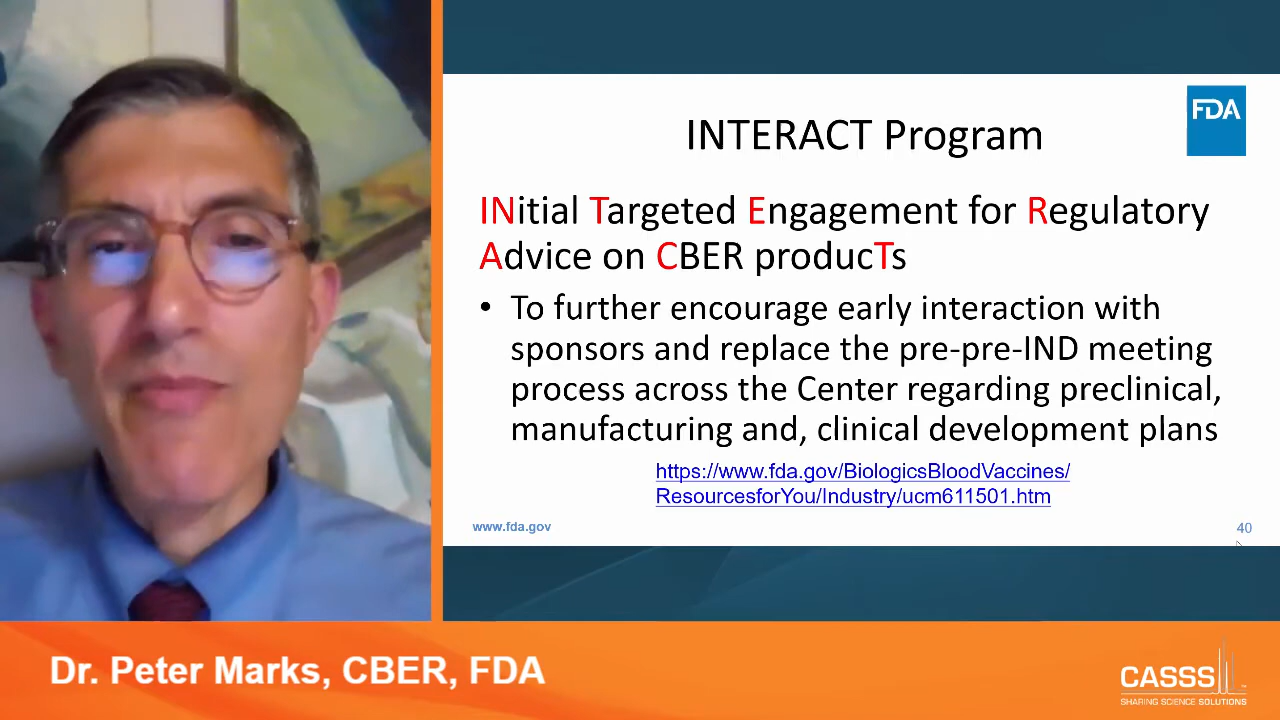 FDA
INTERACT Program
INitial Targeted Engagement for Regulatory
Advice on CBER producTs
• To further encourage early interaction with
sponsors and replace the pre-pre-IND meeting
process across the Center regarding preclinical,
manufacturing and, clinical development plans
https://www.fda.gov/BiologicsBloodVaccines/
ResourcesforYou/Industry/ucm611501.htm
www.fda.gov
40
Dr. Peter Marks, CBER, FDA
CASSS
SHARING SCIENCE SOLUTIONS